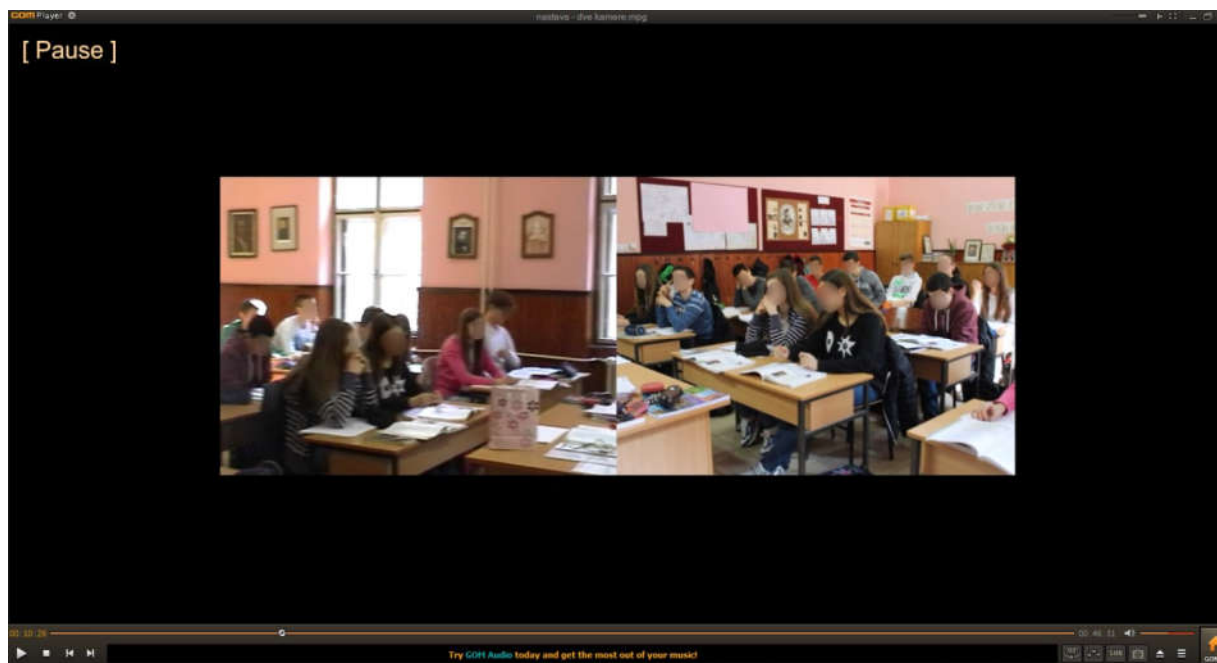 GOM Player
nastava - dve kamere.mpg
[ Pause ]
00:10:26
00:46:51
Try GOM Audio today and get the most out of your music!
GOM